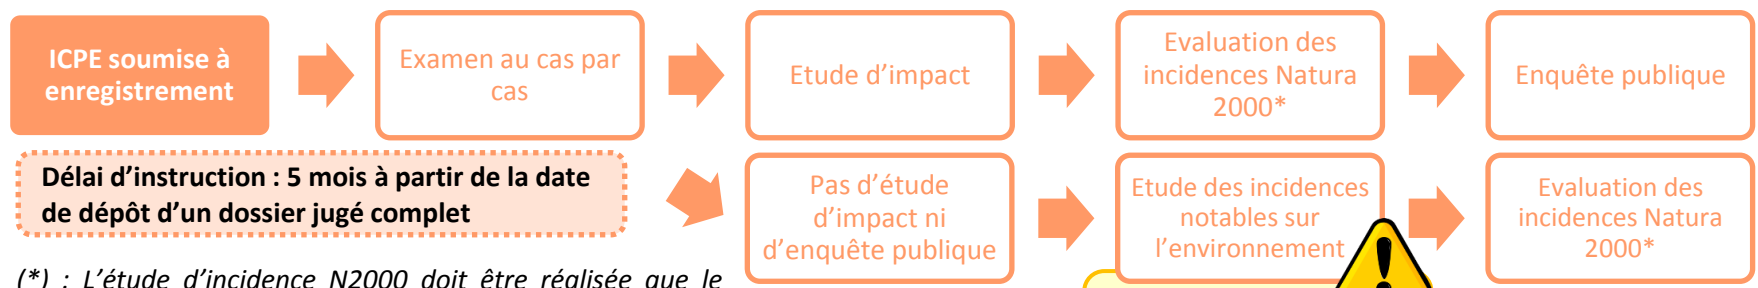 ICPE soumise à
enregistrement
Examen au cas par
cas
Etude d’impact
Evaluation des
incidences Natura
2000*
Enquête publique
Délai d’instruction : 5 mois à partir de la date
de dépôt d’un dossier jugé complet
Pas d’étude
d’impact ni
d’enquête publique
Etude des incidences
notables sur
l’environnement
Evaluation des
incidences Natura
2000*
(*) : L’étude d’incidence N2000 doit être réalisée que le